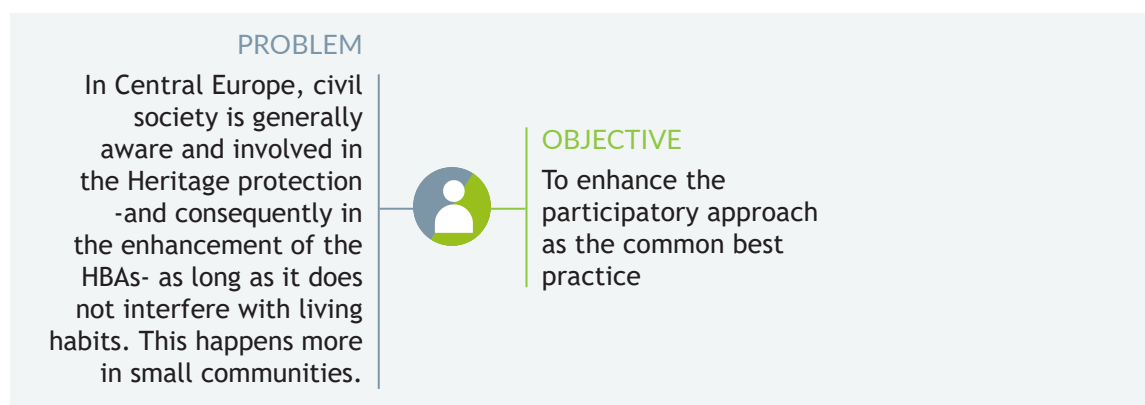 PROBLEM
In Central Europe, civil
society is generally
aware and involved in
the Heritage protection
-and consequently in
the enhancement of the
HBAs- as long as it does
not interfere with living
habits. This happens more
in small communities.
OBJECTIVE
To enhance the
participatory approach
as the common best
practice